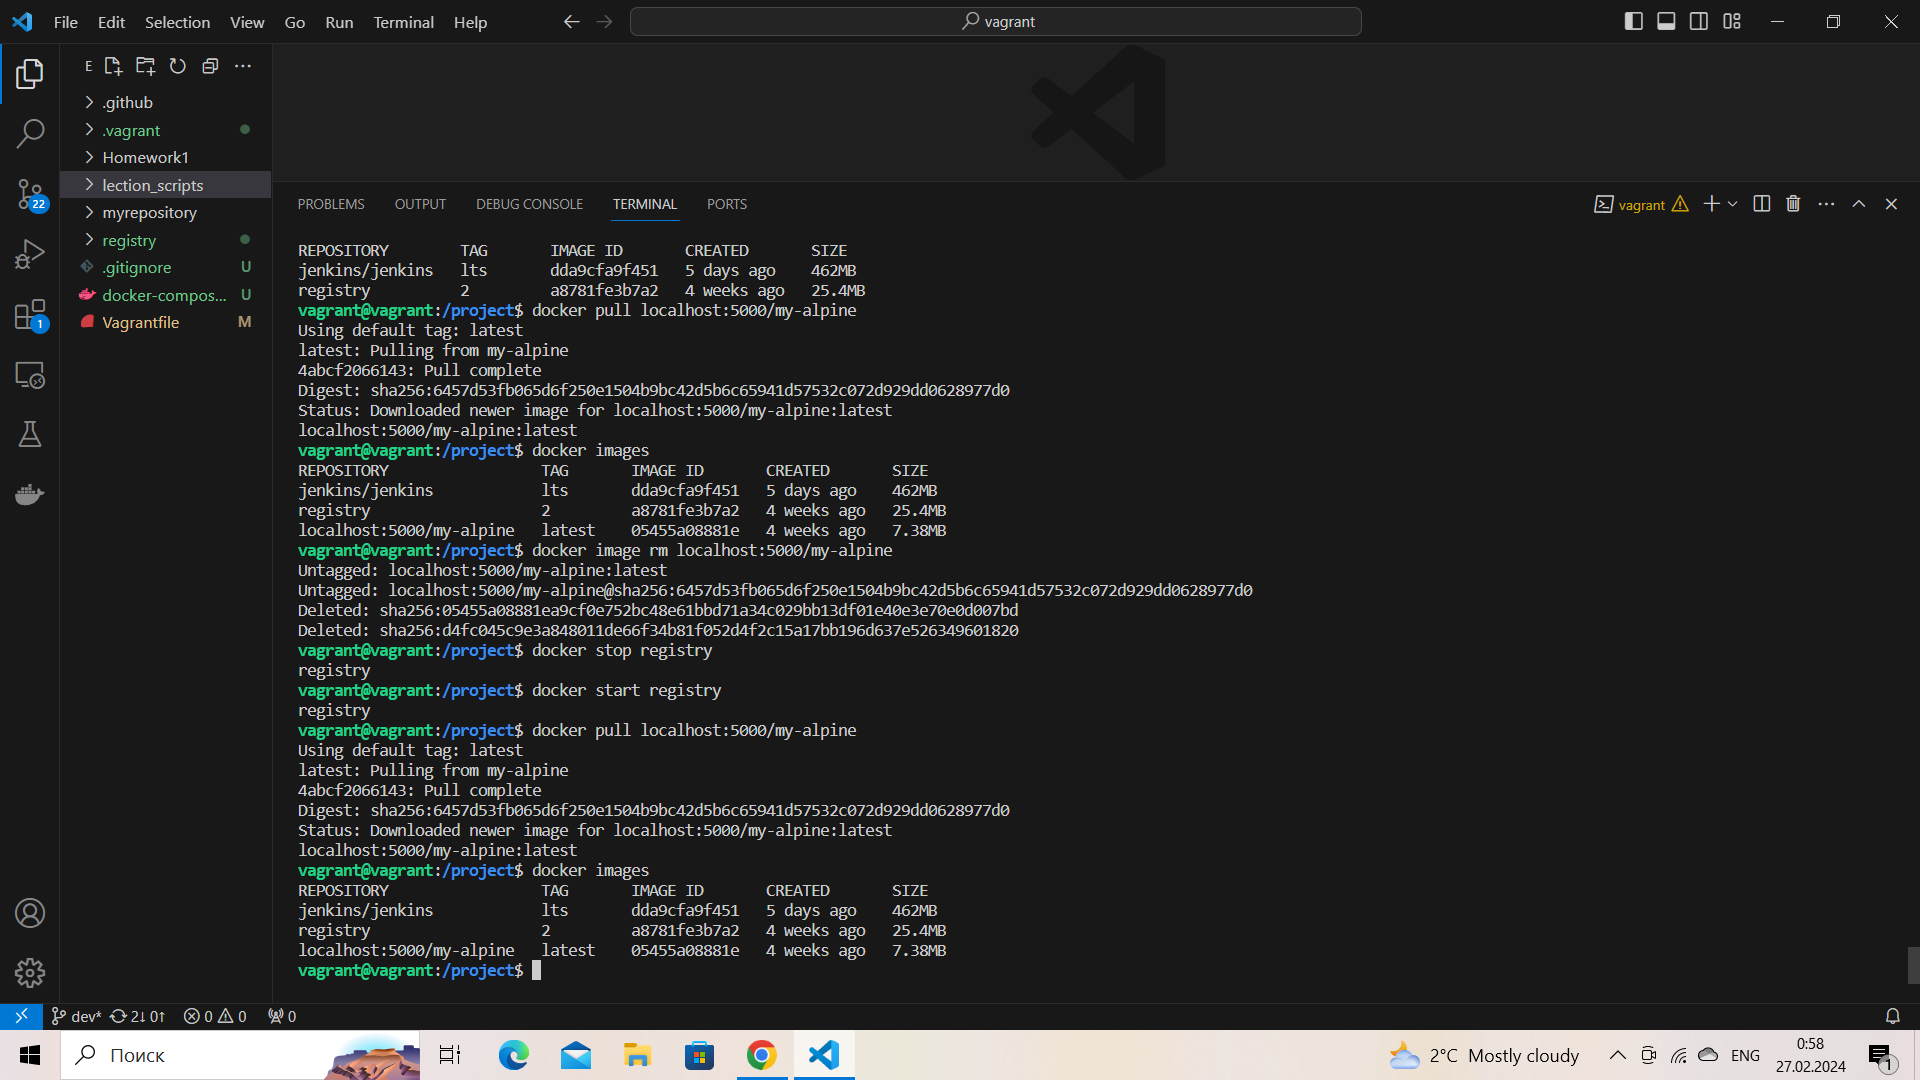 File Edit Selection View Go Run Terminal Help
vagrant
E
.github
.vagrant
Homework1
lection_scripts
myrepository
registry
.gitignore U
docker-compos... U
Vagrantfile M
22
1
PROBLEMS OUTPUT DEBUG CONSOLE TERMINAL PORTS
vagrant
REPOSITORY TAG IMAGE ID CREATED SIZE
jenkins/jenkins lts dda9cfa9f451 5 days ago 462MB
registry 2 a8781fe3b7a2 4 weeks ago 25.4MB
vagrant@vagrant:/project$ docker pull localhost:5000/my-alpine
Using default tag: latest
latest: Pulling from my-alpine
4abcf2066143: Pull complete
Digest: sha256:6457d53fb065d6f250e1504b9bc42d5b6c65941d57532c072d929dd0628977d0
Status: Downloaded newer image for localhost:5000/my-alpine:latest
localhost:5000/my-alpine:latest
vagrant@vagrant:/project$ docker images
REPOSITORY TAG IMAGE ID CREATED SIZE
jenkins/jenkins lts dda9cfa9f451 5 days ago 462MB
registry 2 a8781fe3b7a2 4 weeks ago 25.4MB
localhost:5000/my-alpine latest 05455a08881e 4 weeks ago 7.38MB
vagrant@vagrant:/project$ docker image rm localhost:5000/my-alpine
Untagged: localhost:5000/my-alpine:latest
Untagged: localhost:5000/my-alpine@sha256:6457d53fb065d6f250e1504b9bc42d5b6c65941d57532c072d929dd0628977d0
Deleted: sha256:05455a08881ea9cf0e752bc48e61bbd71a34c029bb13df01e40e3e70e0d007bd
Deleted: sha256:d4fc045c9e3a848011de66f34b81f052d4f2c15a17bb196d637e526349601820
vagrant@vagrant:/project$ docker stop registry
registry
vagrant@vagrant:/project$ docker start registry
registry
vagrant@vagrant:/project$ docker pull localhost:5000/my-alpine
Using default tag: latest
latest: Pulling from my-alpine
4abcf2066143: Pull complete
Digest: sha256:6457d53fb065d6f250e1504b9bc42d5b6c65941d57532c072d929dd0628977d0
Status: Downloaded newer image for localhost:5000/my-alpine:latest
localhost:5000/my-alpine:latest
vagrant@vagrant:/project$ docker images
REPOSITORY TAG IMAGE ID CREATED SIZE
jenkins/jenkins lts dda9cfa9f451 5 days ago 462MB
registry 2 a8781fe3b7a2 4 weeks ago 25.4MB
localhost:5000/my-alpine latest 05455a08881e 4 weeks ago 7.38MB
vagrant@vagrant:/project$
dev* 2↓ 0↑ 0 0 0
Поиск
2°C Mostly cloudy
ENG
0:58
27.02.2024
1